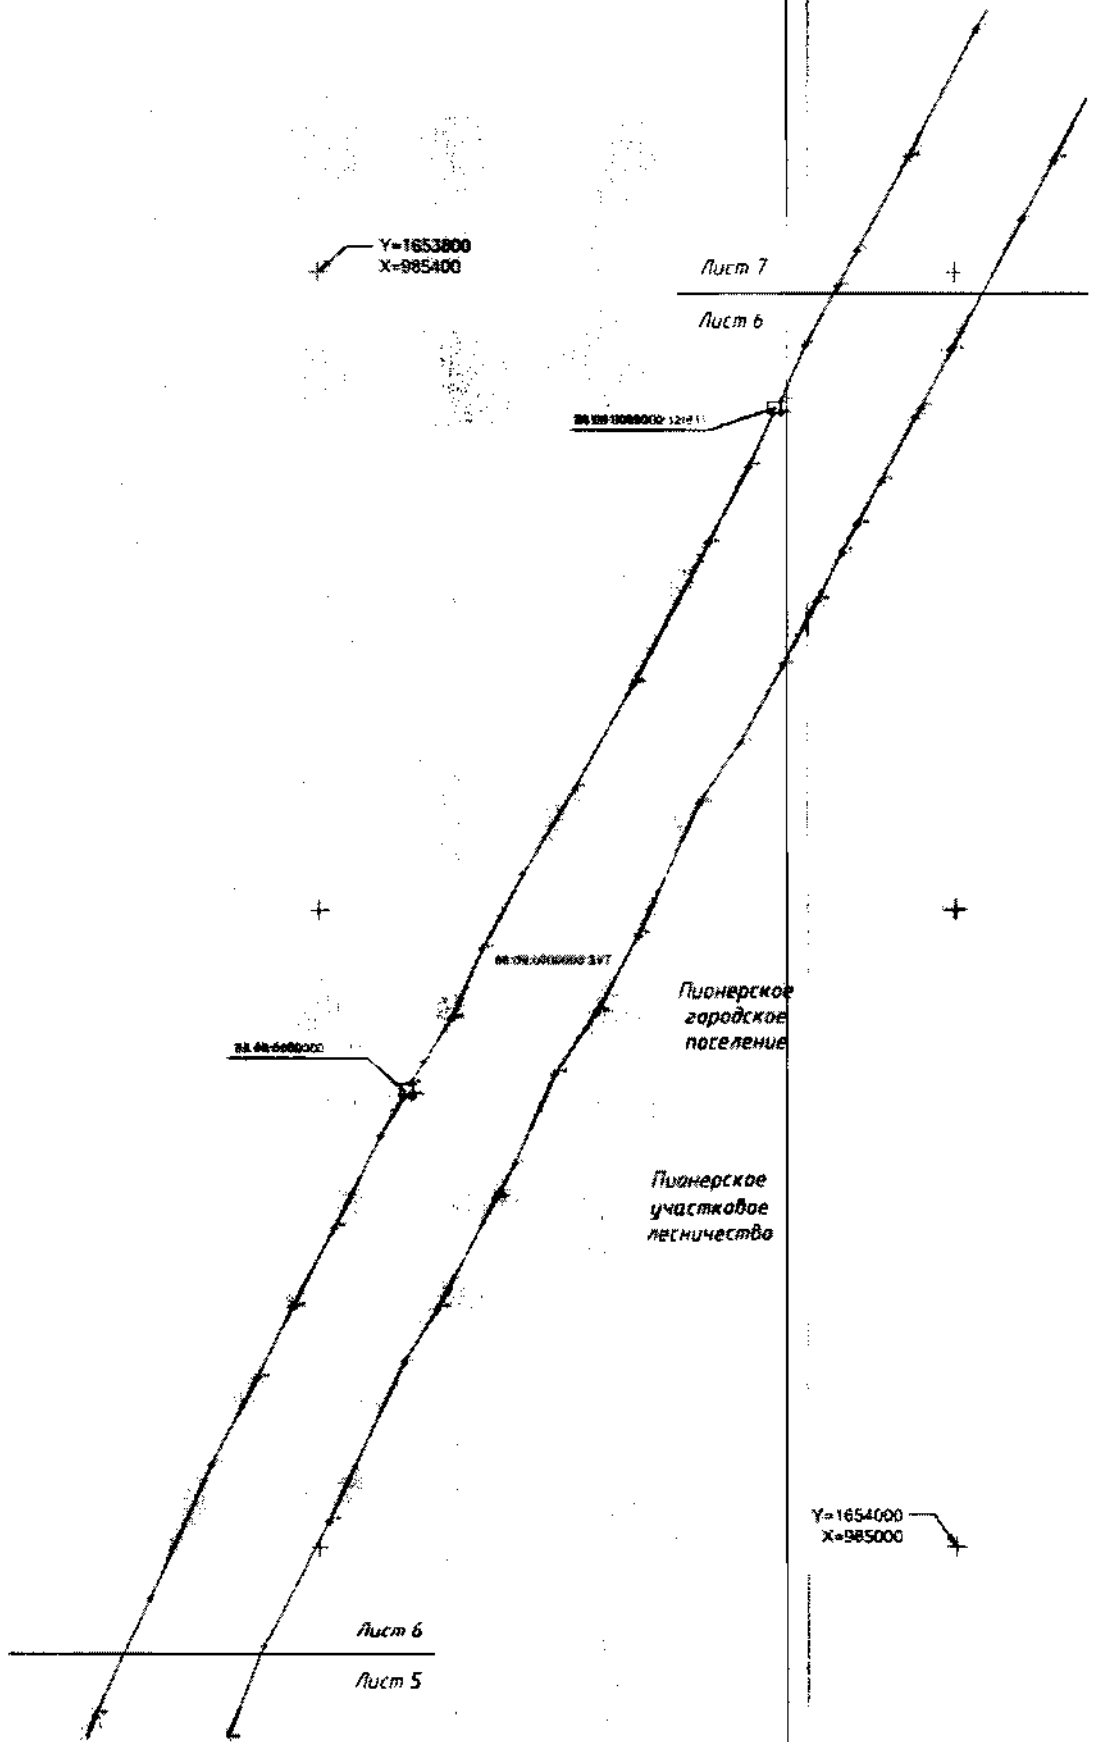 Y=1653800
X=985400
Лист 7
Лист 6
Пионерское
городское
поселение
Пионерское
участковое
лесничество
Y=1654000
X=985000
Лист 6
Лист 5